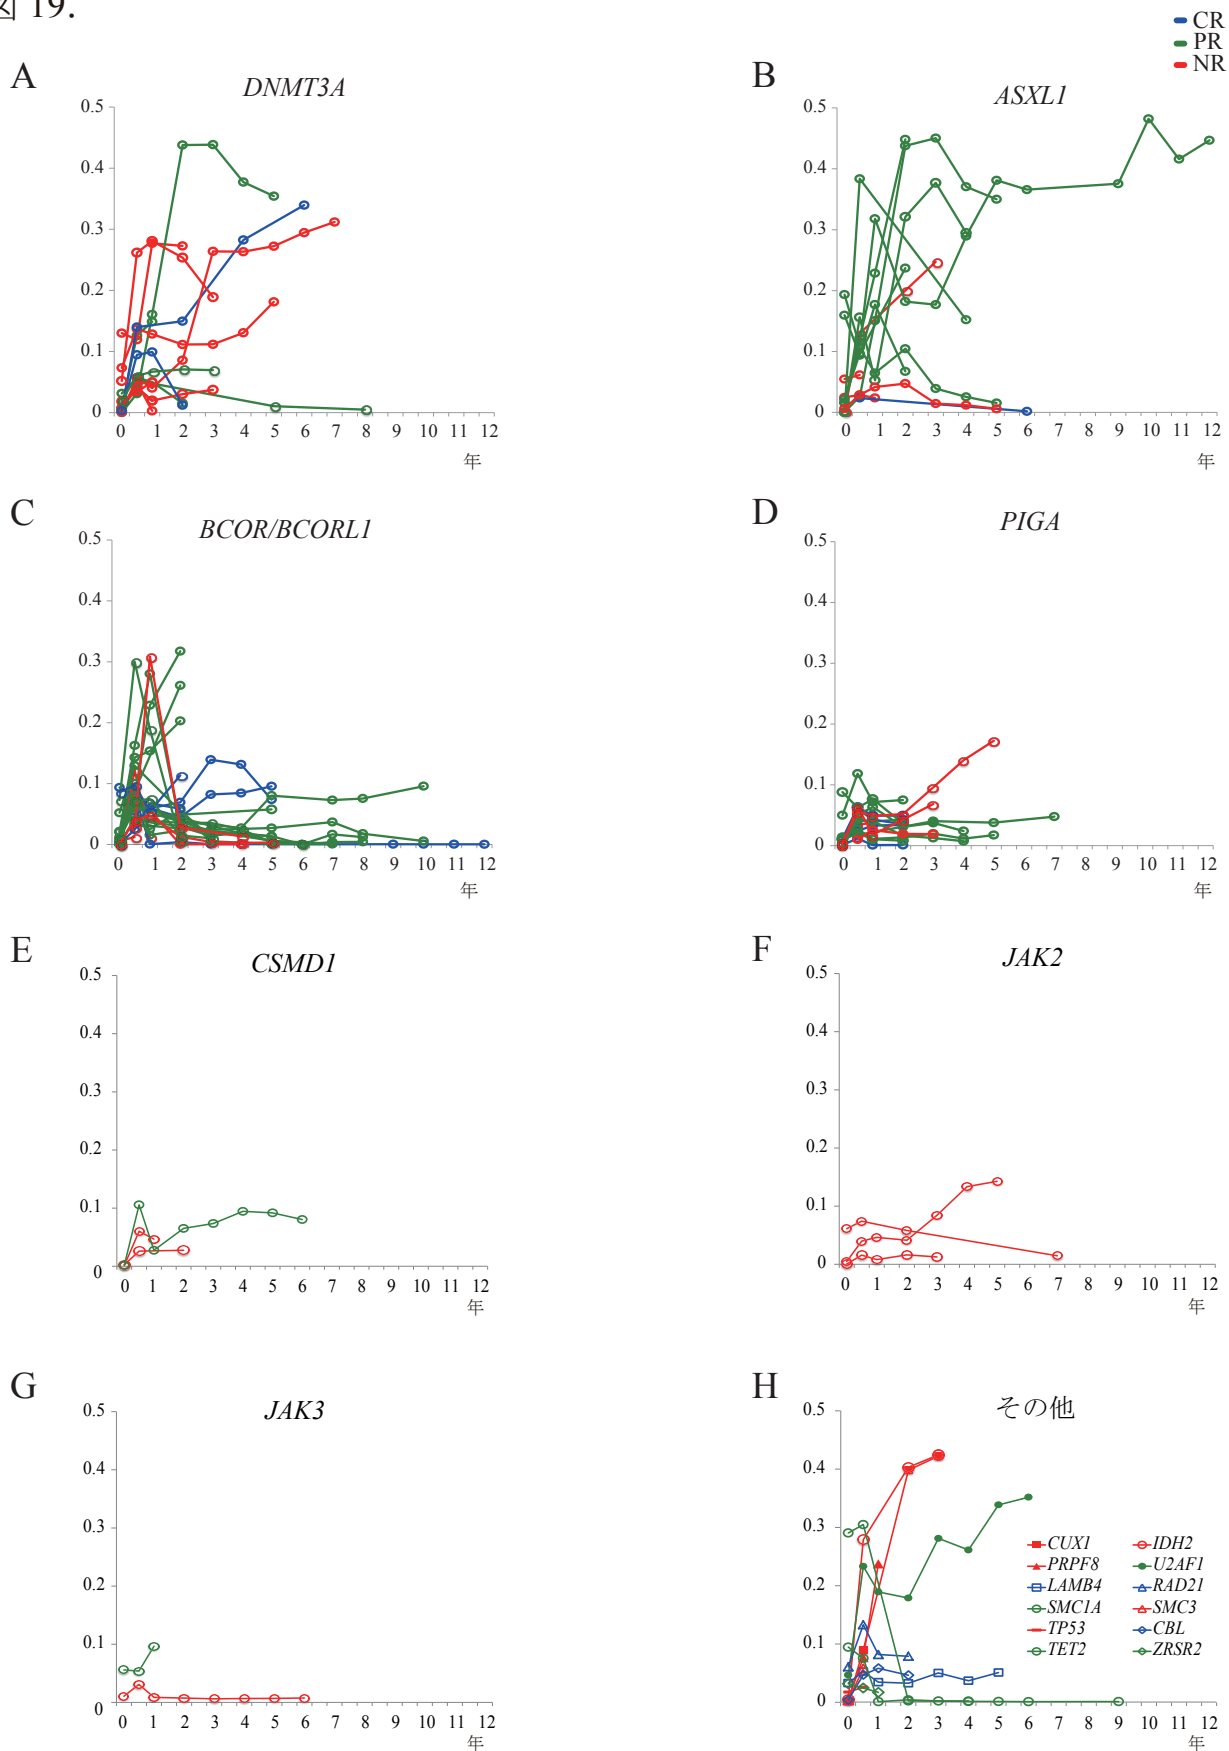 図 19.
CR
PR
NR
A
DNMT3A
0.5
0.4
0.3
0.2
0.1
0
0 1 2 3 4 5 6 7 8 9 10 11 12
年
B
ASXL1
0.5
0.4
0.3
0.2
0.1
0
0 1 2 3 4 5 6 7 8 9 10 11 12
年
C
BCOR/BCORL1
0.5
0.4
0.3
0.2
0.1
0
0 1 2 3 4 5 6 7 8 9 10 11 12
年
D
PIGA
0.5
0.4
0.3
0.2
0.1
0
0 1 2 3 4 5 6 7 8 9 10 11 12
年
E
CSMD1
0.5
0.4
0.3
0.2
0.1
0
0 1 2 3 4 5 6 7 8 9 10 11 12
年
F
JAK2
0.5
0.4
0.3
0.2
0.1
0
0 1 2 3 4 5 6 7 8 9 10 11 12
年
G
JAK3
0.5
0.4
0.3
0.2
0.1
0
0 1 2 3 4 5 6 7 8 9 10 11 12
年
H
その他
0.5
0.4
0.3
0.2
0.1
0
CUX1 IDH2
PRPF8 U2AF1
LAMB4 RAD21
SMC1A SMC3
TP53 CBL
TET2 ZRSR2
0 1 2 3 4 5 6 7 8 9 10 11 12
年